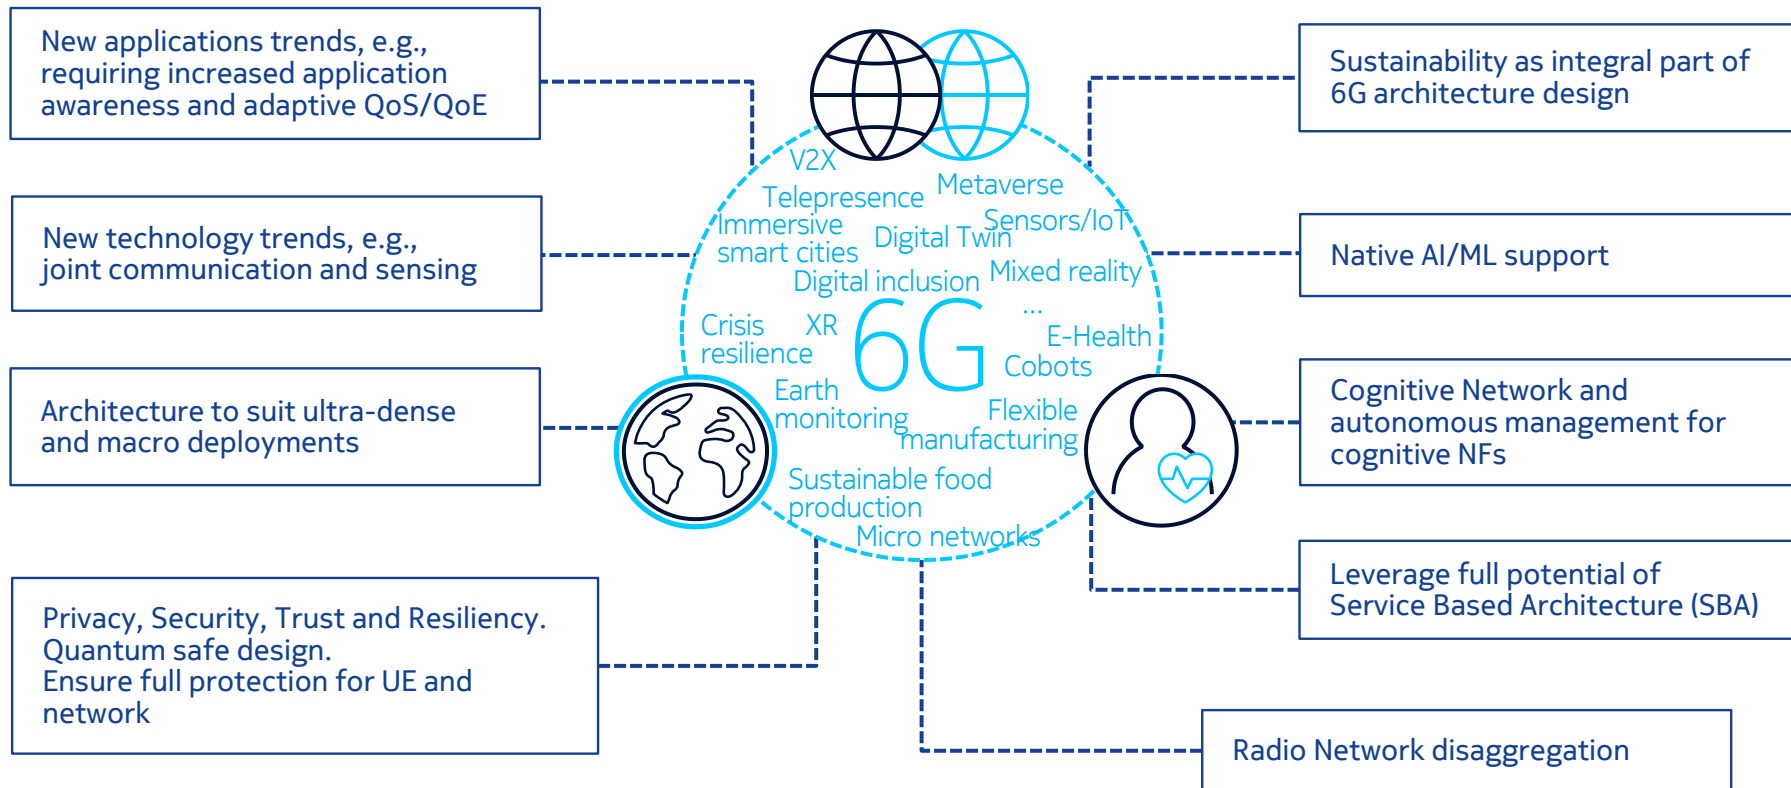 New applications trends, e.g.,
requiring increased application
awareness and adaptive QoS/QoE
New technology trends, e.g.,
joint communication and sensing
Architecture to suit ultra-dense
and macro deployments
Privacy, Security, Trust and Resiliency.
Quantum safe design.
Ensure full protection for UE and
network
V2X
Telepresence
Metaverse
Immersive
smart cities
Sensors/IoT
Digital Twin
Digital inclusion
Mixed reality
...
Crisis
resilience
XR
6G
E-Health
Cobots
Earth
monitoring
Flexible
manufacturing
Sustainable food
production
Micro networks
Sustainability as integral part of
6G architecture design
Native AI/ML support
Cognitive Network and
autonomous management for
cognitive NFs
Leverage full potential of
Service Based Architecture (SBA)
Radio Network disaggregation